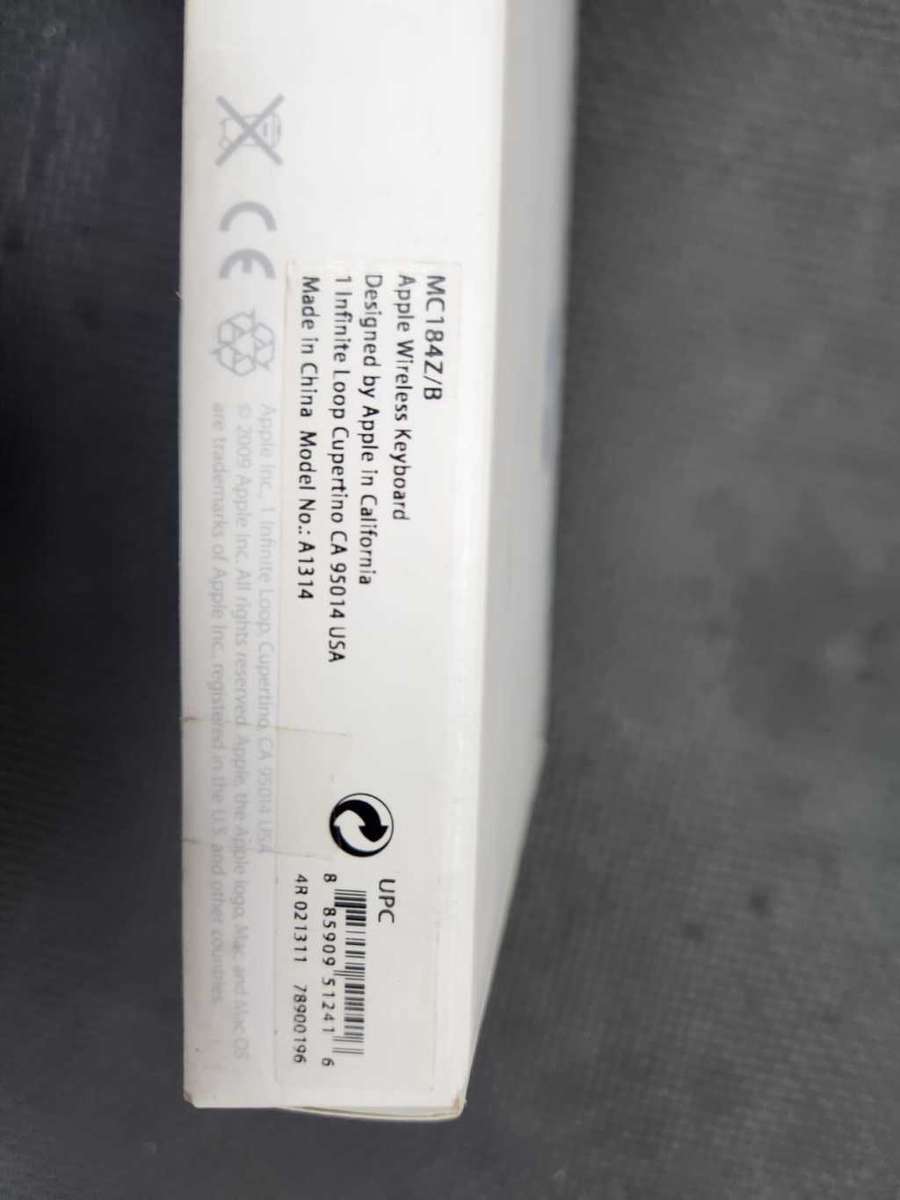 MC184Z/B
Apple Wireless Keyboard
Designed by Apple in California
1 Infinite Loop Cupertino CA 95014 USA
Made in China Model No.: A1314
UPC
8 85909 51241 6
4R 021311 78900196
CE
Apple Inc., 1 Infinite Loop, Cupertino, CA 95014 USA
© 2009 Apple Inc. All rights reserved. Apple, the Apple logo, Mac, and Mac OS
are trademarks of Apple Inc., registered in the U.S. and other countries.